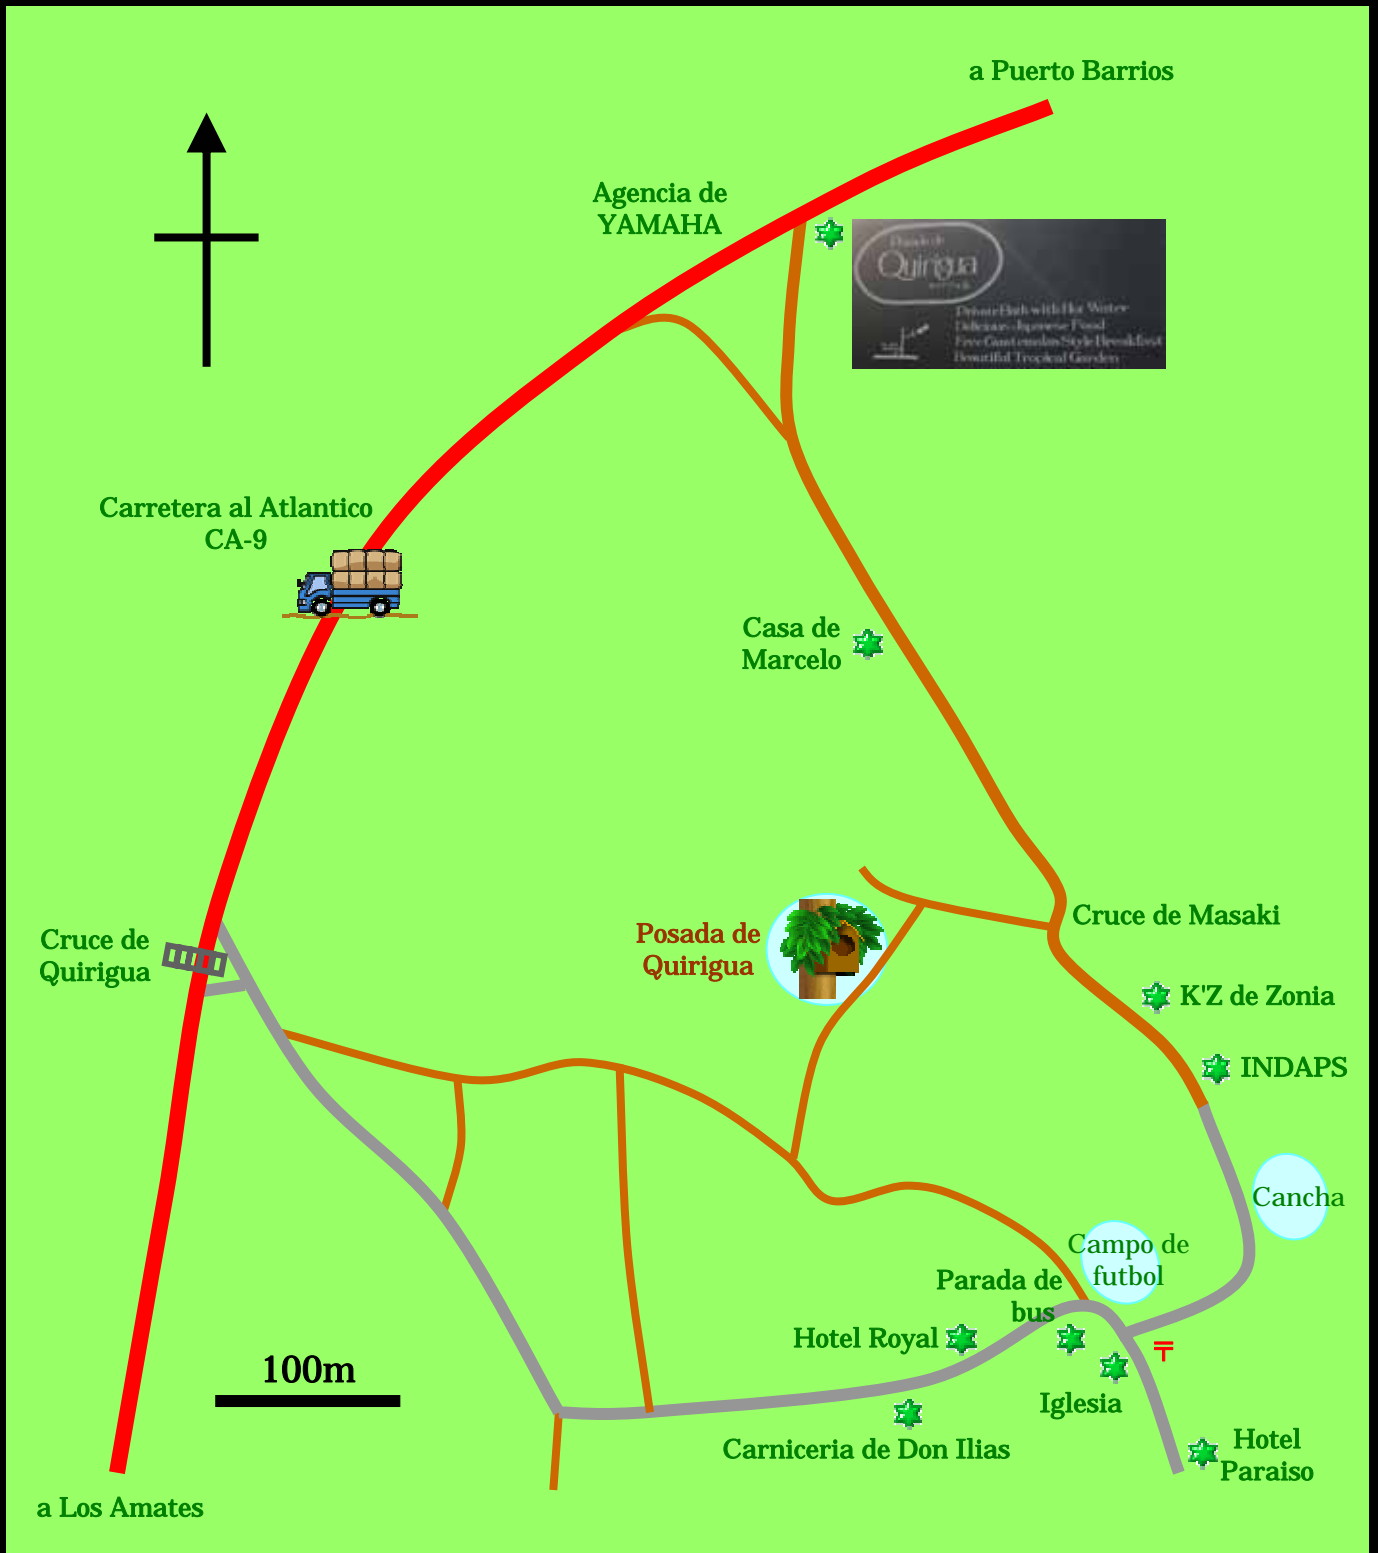 a Puerto Barrios
Agencia de
YAMAHA
Posada de
Quirigua
Private Bath with Hot Water
Delicious Japanese Food
Free Guatemalan Style Breakfast
Beautiful Tropical Garden
Carretera al Atlantico
CA-9
Casa de
Marcelo
Cruce de Masaki
Posada de
Quirigua
Cruce de
Quirigua
K'Z de Zonia
INDAPS
Cancha
Campo de
futbol
Parada de
bus
Hotel Royal
〒
Iglesia
100m
Carniceria de Don Ilias
Hotel
Paraiso
a Los Amates